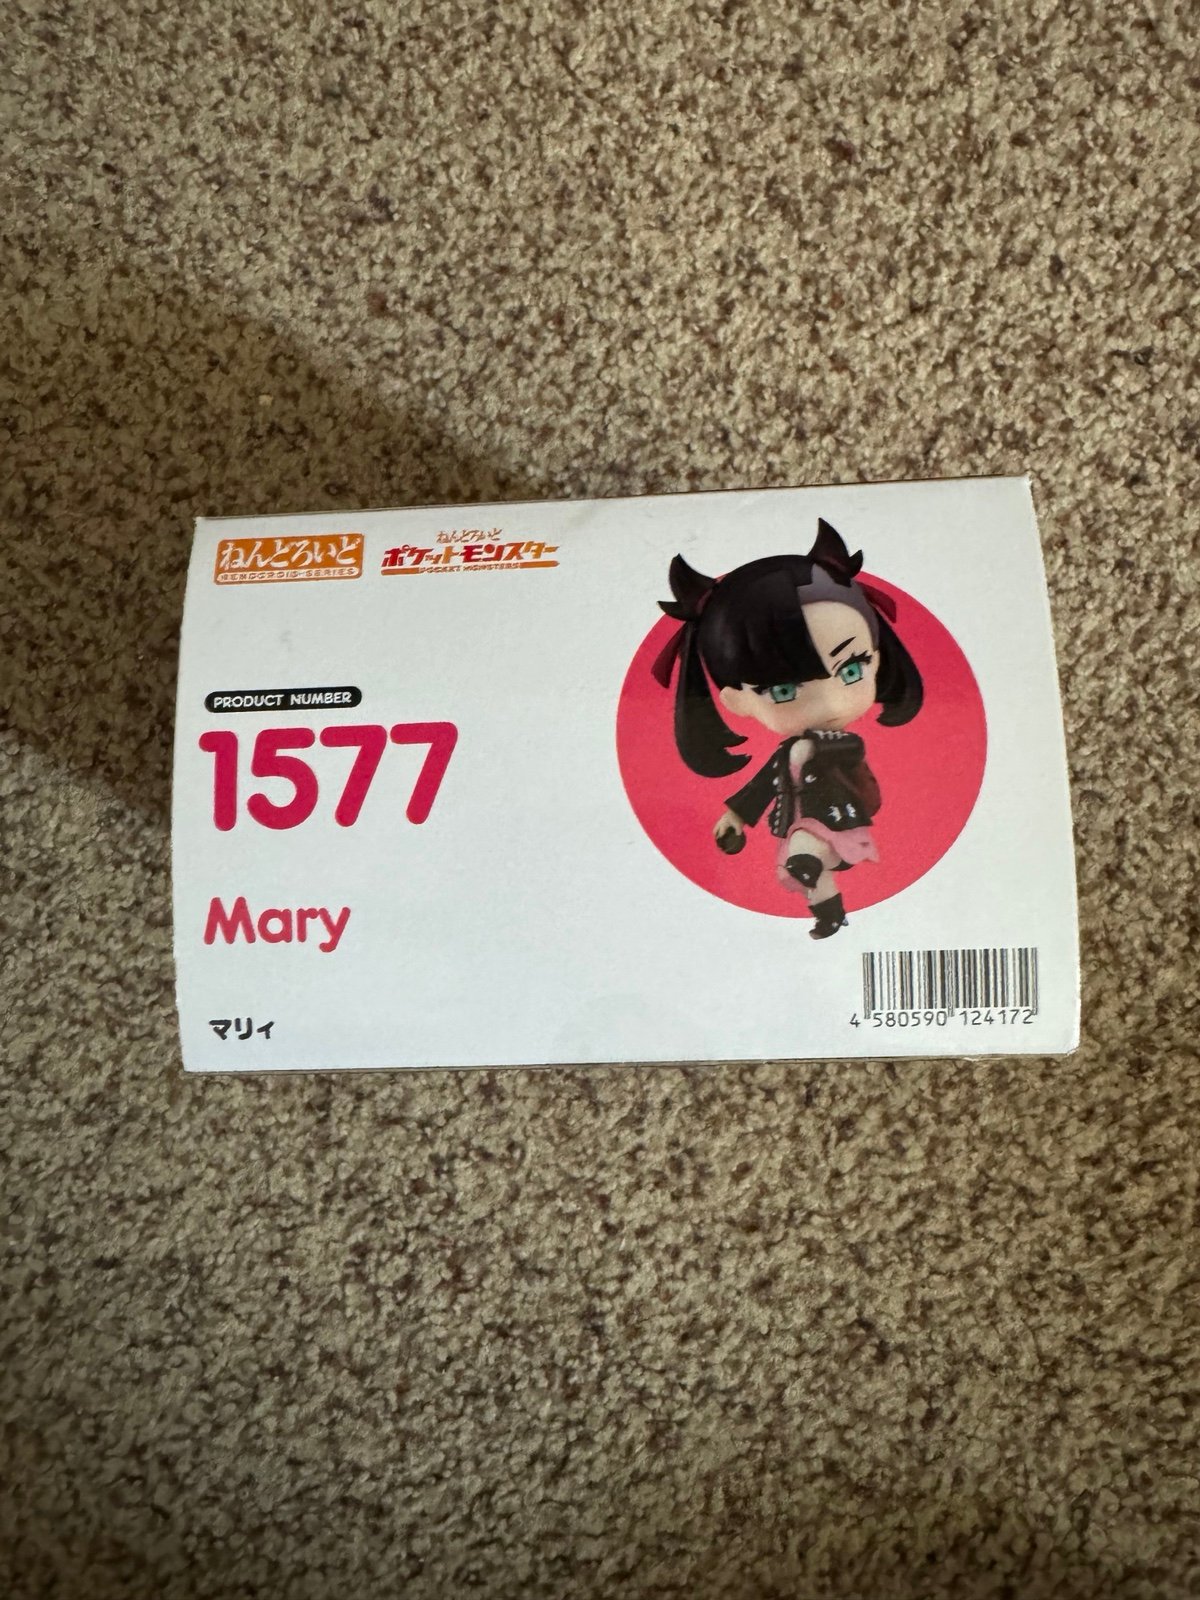 ねんどろいど
NENDOROID SERIES
ねんどろいど
ポケットモンスター
POCKET MONSTERS
PRODUCT NUMBER
1577
Mary
マリィ
4 580590 124172